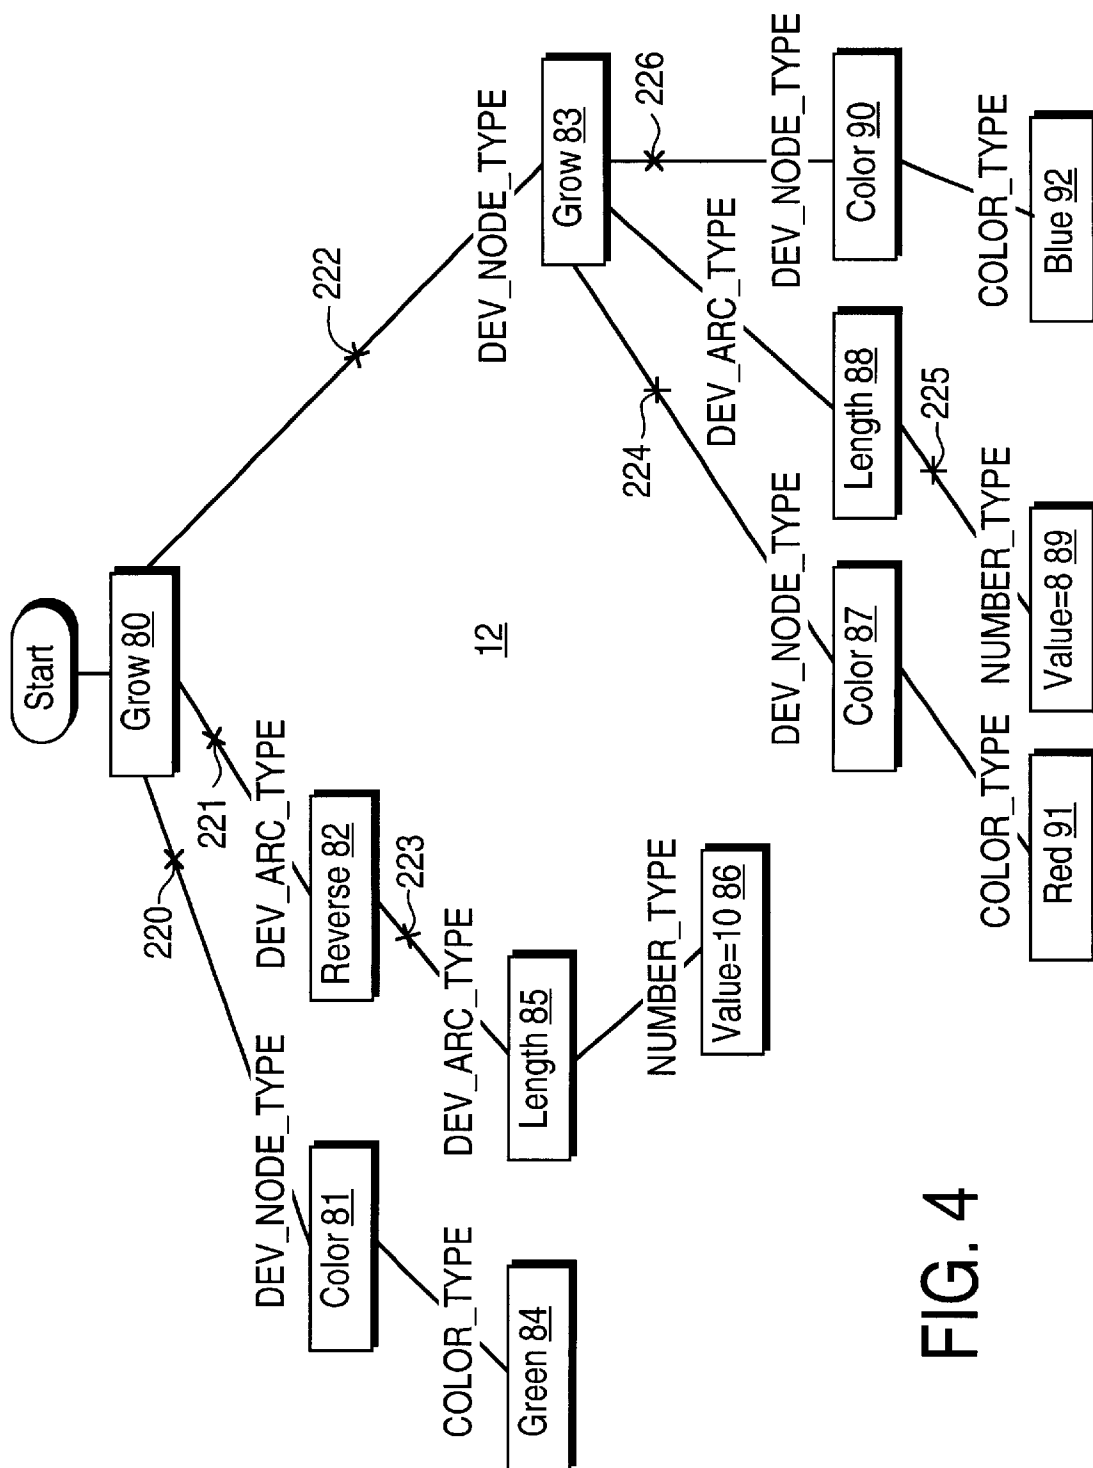 Start
Grow 80
220
221
222
DEV_NODE_TYPE
DEV_ARC_TYPE
Color 81
Reverse 82
223
COLOR_TYPE
DEV_ARC_TYPE
12
DEV_NODE_TYPE
Green 84
Length 85
Grow 83
NUMBER_TYPE
224
226
Value=10 86
DEV_ARC_TYPE
DEV_NODE_TYPE
DEV_NODE_TYPE
Color 87
Length 88
Color 90
225
COLOR_TYPE
NUMBER_TYPE
COLOR_TYPE
Red 91
Value=8 89
Blue 92
FIG. 4